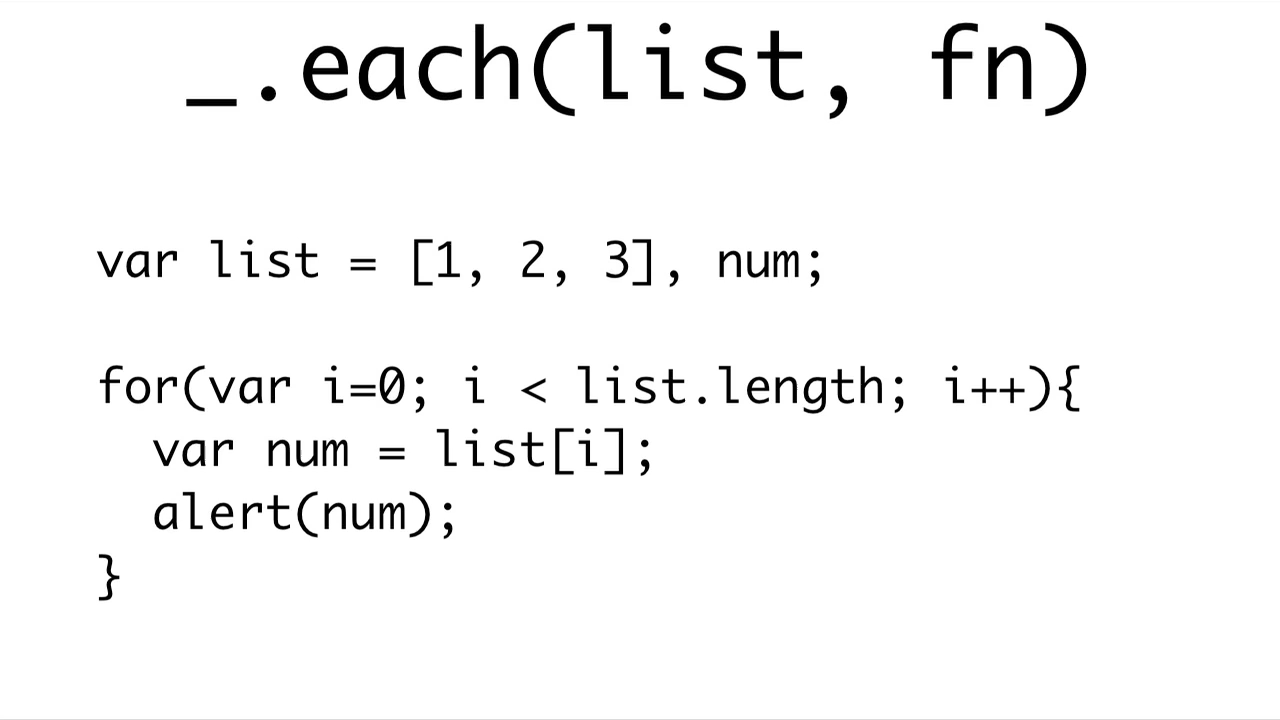 _.each(list, fn)
var list = [1, 2, 3], num;
for(var i=0; i < list.length; i++){
  var num = list[i];
  alert(num);
}